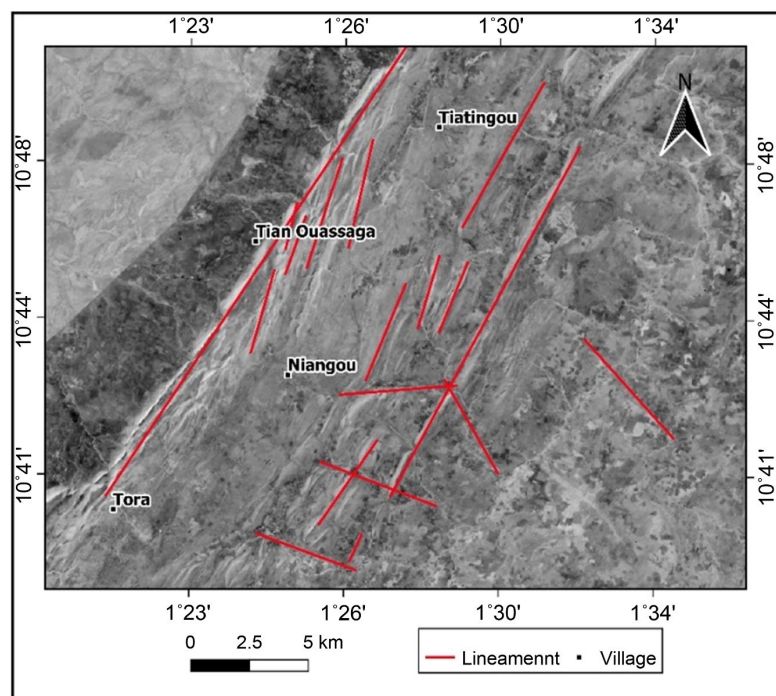 1°23' 1°26' 1°30' 1°34'
N
Tiatingou
10°48' 10°48'
Tian Ouassaga
10°44' 10°44'
Niangou
10°41' 10°41'
Tora
1°23' 1°26' 1°30' 1°34'
0 2.5 5 km
Lineamennt Village